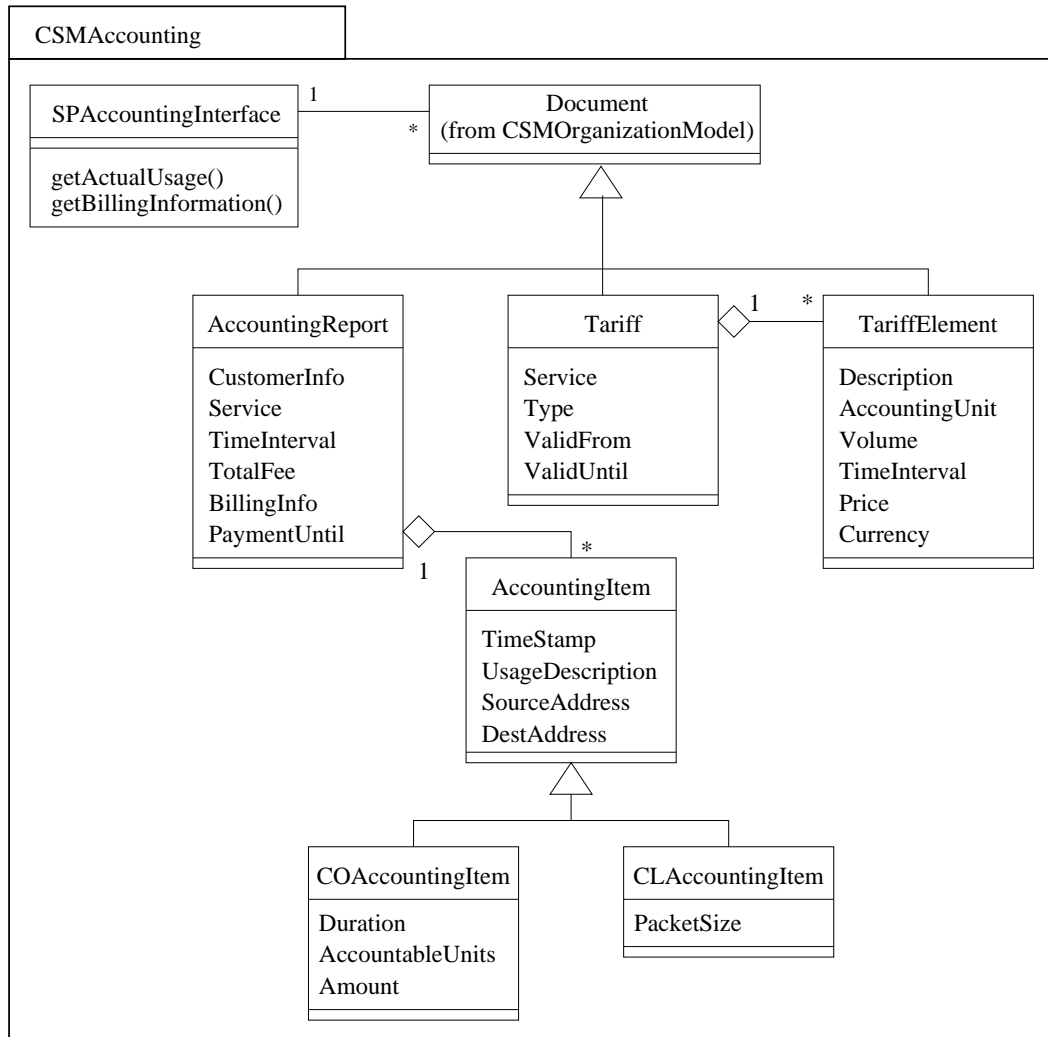 CSMAccounting
SPAccountingInterface
getActualUsage()
getBillingInformation()
1
*
Document
(from CSMOrganizationModel)
AccountingReport
CustomerInfo
Service
TimeInterval
TotalFee
BillingInfo
PaymentUntil
Tariff
Service
Type
ValidFrom
ValidUntil
1
*
TariffElement
Description
AccountingUnit
Volume
TimeInterval
Price
Currency
1
*
AccountingItem
TimeStamp
UsageDescription
SourceAddress
DestAddress
COAccountingItem
Duration
AccountableUnits
Amount
CLAccountingItem
PacketSize